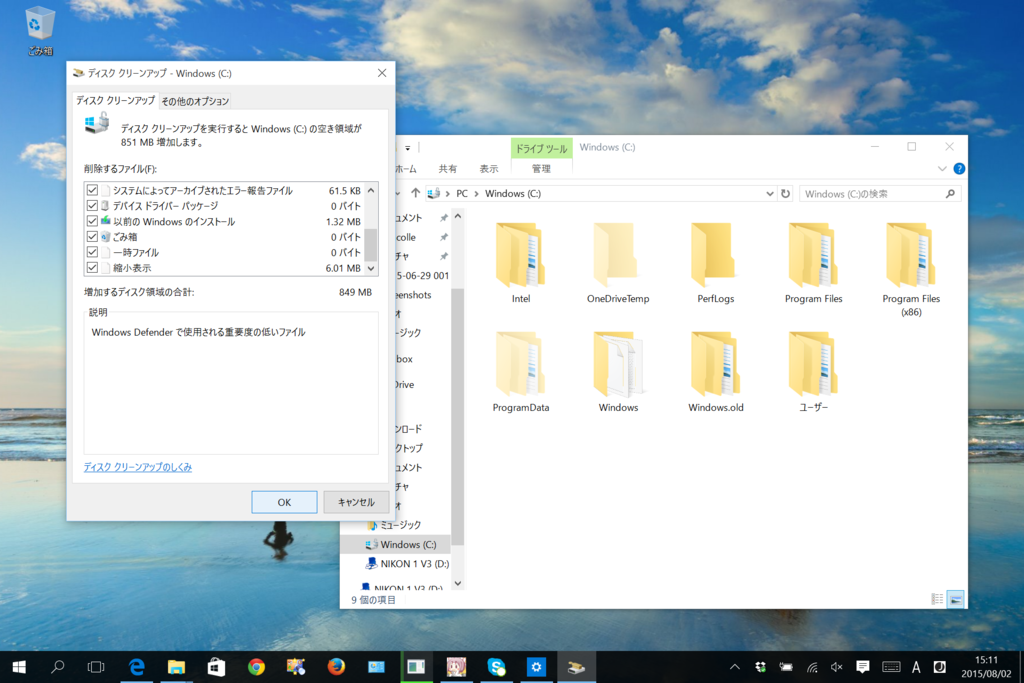 ごみ箱
ディスク クリーンアップ - Windows (C:)
ディスク クリーンアップ
その他のオプション
ディスク クリーンアップを実行すると Windows (C:) の空き領域が
851 MB 増加します。
削除するファイル(F):
システムによってアーカイブされたエラー報告ファイル 61.5 KB
デバイス ドライバー パッケージ 0 バイト
以前の Windows のインストール 1.32 MB
ごみ箱 0 バイト
一時ファイル 0 バイト
縮小表示 6.01 MB
増加するディスク領域の合計: 849 MB
説明
Windows Defender で使用される重要度の低いファイル
ディスク クリーンアップのしくみ
OK
キャンセル
ドライブ ツール
Windows (C:)
ホーム 共有 表示 管理
PC > Windows (C:)
Windows (C:)の検索
ュメント
colle
チャ
5-06-29 001
eenshots
オ
ージック
box
Drive
ンロード
クトップ
ュメント
チャ
オ
ミュージック
Windows (C:)
NIKON 1 V3 (D:)
NIKON 1 V3 (D:)
9 個の項目
Intel
OneDriveTemp
PerfLogs
Program Files
Program Files
(x86)
ProgramData
Windows
Windows.old
ユーザー
A
15:11
2015/08/02